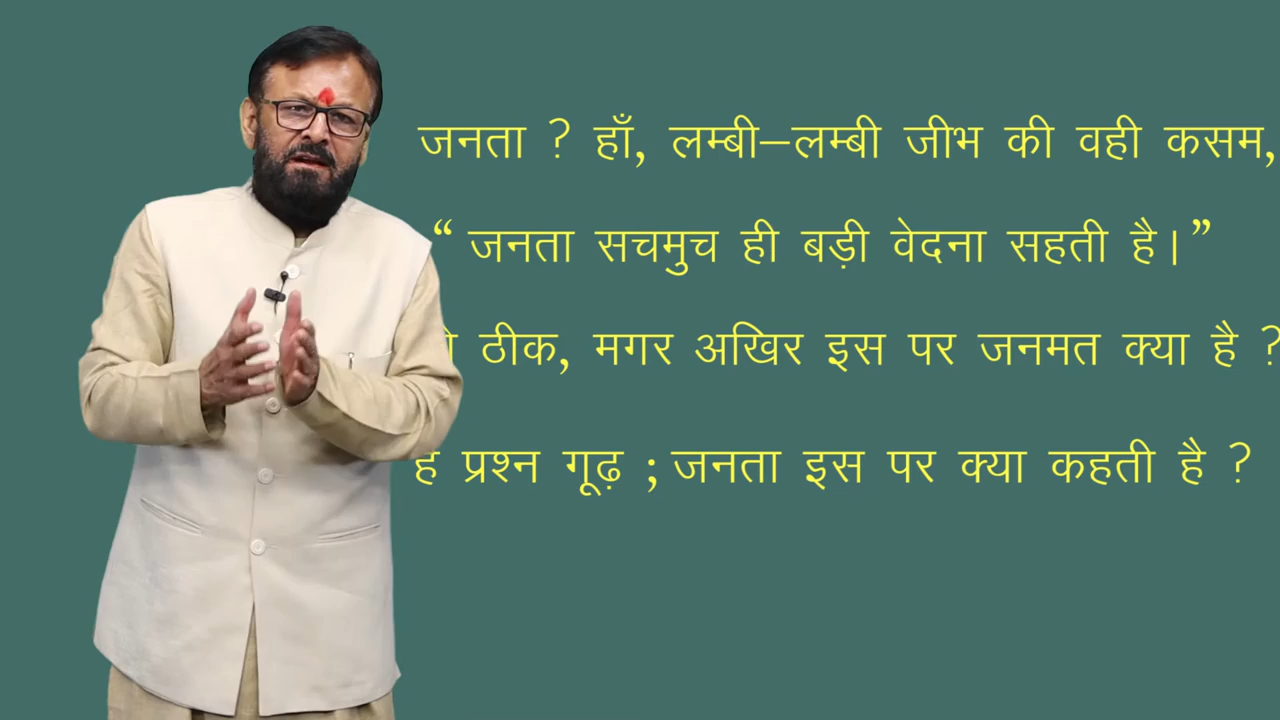 जनता ? हाँ, लम्बी–लम्बी जीभ की वही कसम,
“ जनता सचमुच ही बड़ी वेदना सहती है। ”
ठीक, मगर अखिर इस पर जनमत क्या है ?
है प्रश्न गूढ़ ; जनता इस पर क्या कहती है ?